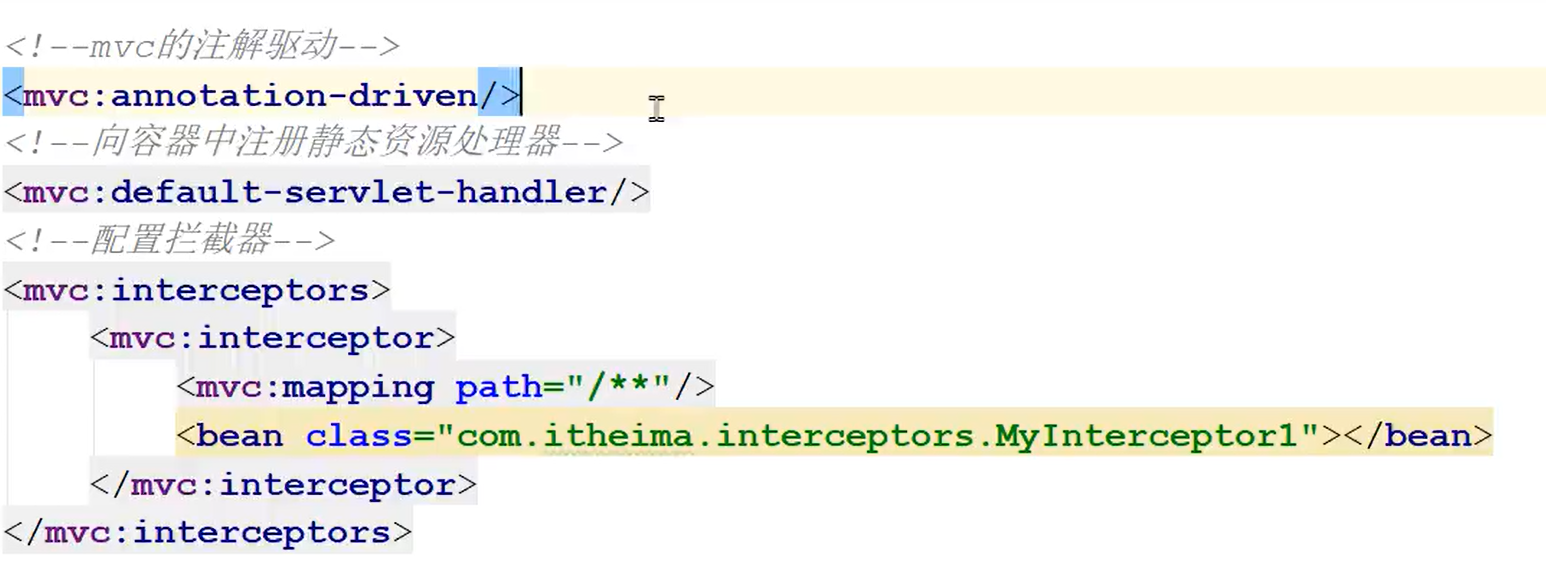 <!--mvc的注解驱动-->
<mvc:annotation-driven/>
<!--向容器中注册静态资源处理器-->
<mvc:default-servlet-handler/>
<!--配置拦截器-->
<mvc:interceptors>
<mvc:interceptor>
<mvc:mapping path="/**"/>
<bean class="com.itheima.interceptors.MyInterceptor1"></bean>
</mvc:interceptor>
</mvc:interceptors>